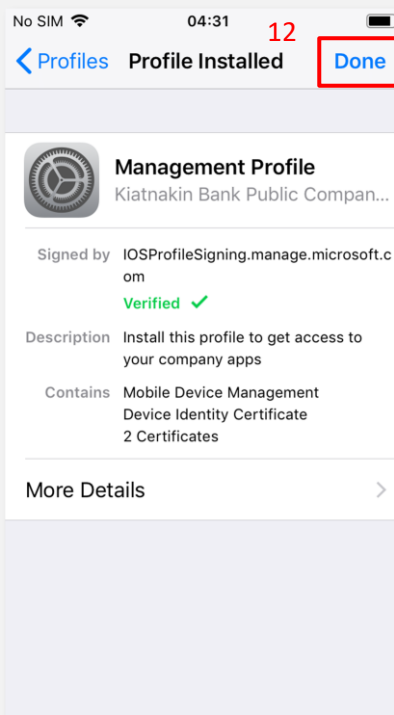 No SIM 04:31
12
Profiles Profile Installed Done
Management Profile
Kiatnakin Bank Public Compan...
Signed by IOSProfileSigning.manage.microsoft.c
om
Verified ✓
Description Install this profile to get access to
your company apps
Contains Mobile Device Management
Device Identity Certificate
2 Certificates
More Details